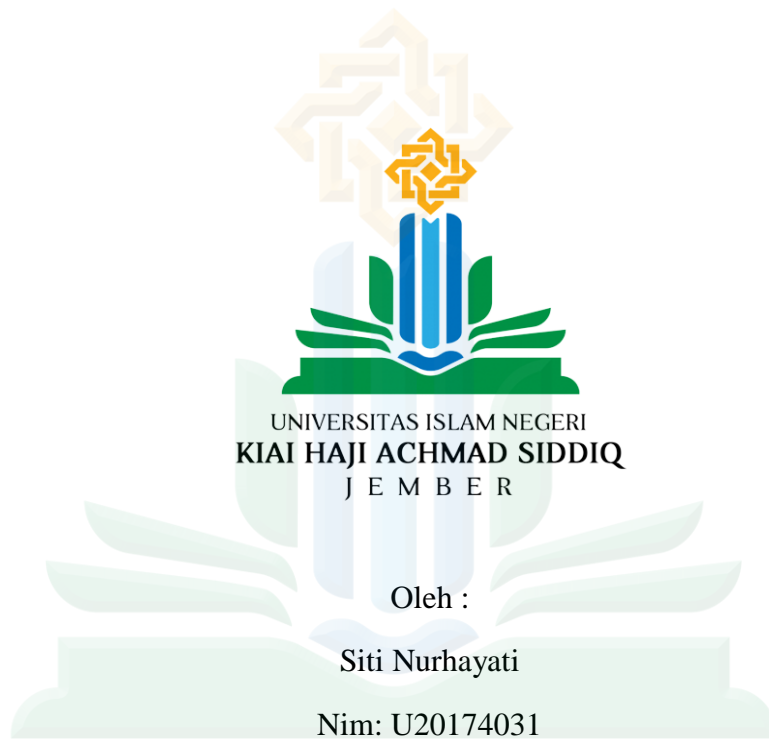 UNIVERSITAS ISLAM NEGERI
KIAI HAJI ACHMAD SIDDIQ
J E M B E R
Oleh :
Siti Nurhayati
Nim: U20174031